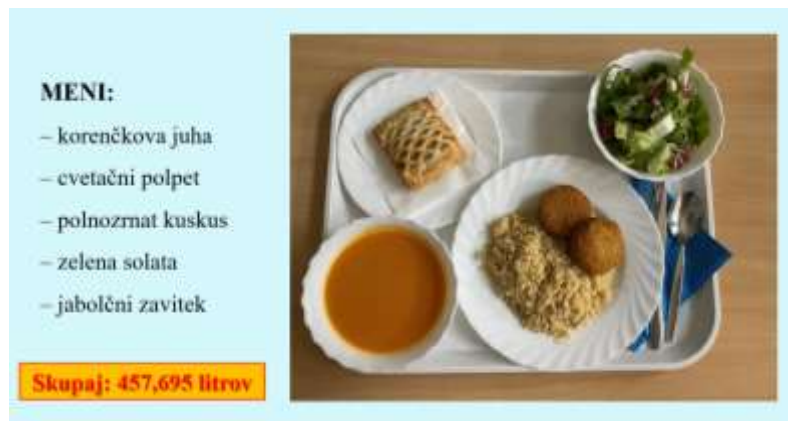 MENI:
– korenčkova juha
– cvetačni polpet
– polnozrnat kuskus
– zelena solata
– jabolčni zavitek
Skupaj: 457,695 litrov